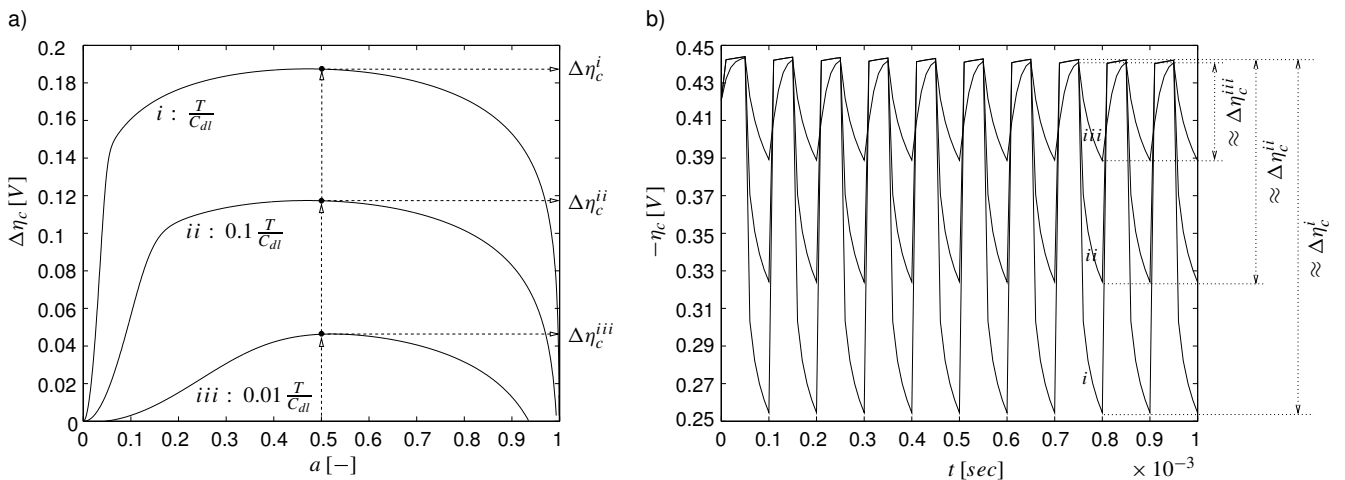 a)
0.2
0.18
0.16
0.14
0.12
0.1
0.08
0.06
0.04
0.02
0
Δη_c [V]
0 0.1 0.2 0.3 0.4 0.5 0.6 0.7 0.8 0.9 1
a [−]
i : T/C_dl
ii : 0.1 T/C_dl
iii : 0.01 T/C_dl
Δη_c^i
Δη_c^ii
Δη_c^iii
b)
0.45
0.43
0.41
0.39
0.37
0.35
0.33
0.31
0.29
0.27
0.25
−η_c [V]
0 0.1 0.2 0.3 0.4 0.5 0.6 0.7 0.8 0.9 1
t [sec]
× 10⁻³
iii
ii
i
≈ Δη_c^iii
≈ Δη_c^ii
≈ Δη_c^i